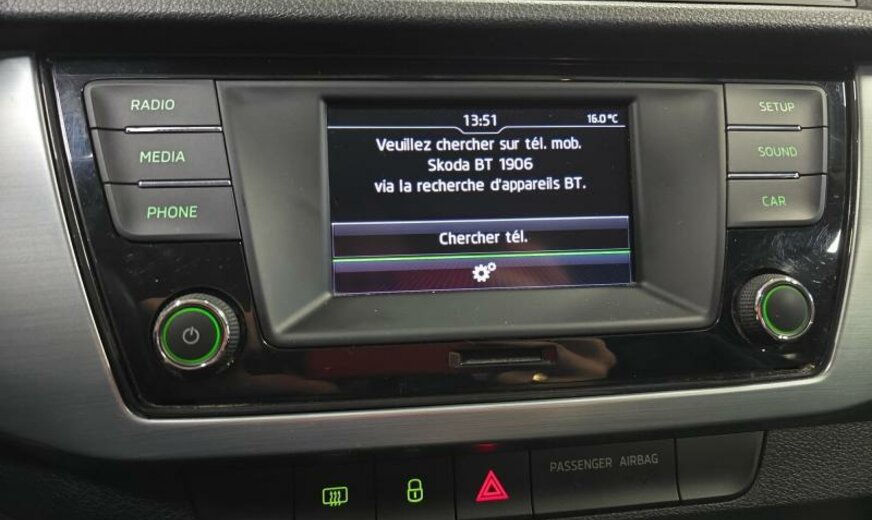 RADIO
MEDIA
PHONE
13:51
16.0°C
Veuillez chercher sur tél. mob.
Skoda BT 1906
via la recherche d'appareils BT.
Chercher tél.
SETUP
SOUND
CAR
PASSENGER AIRBAG